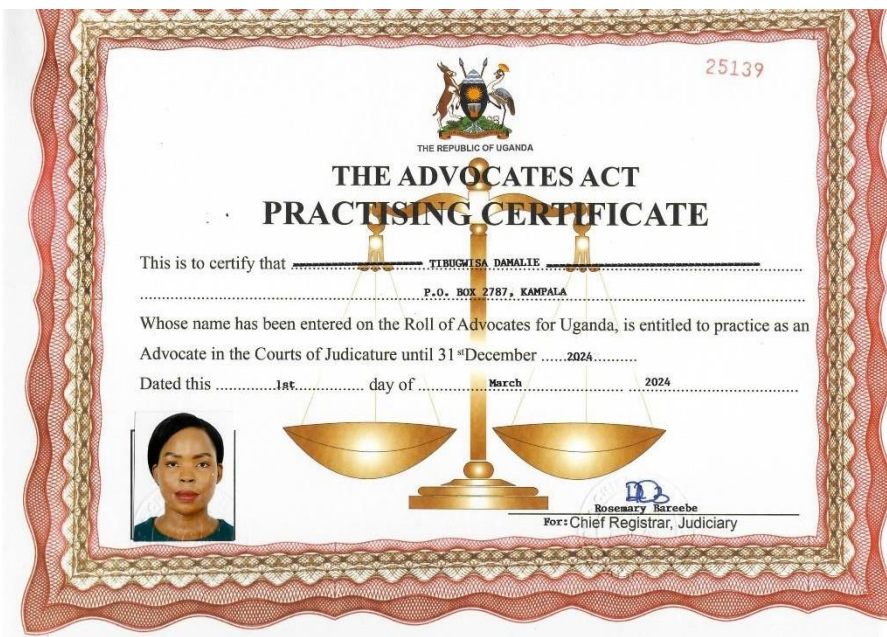 25139
THE REPUBLIC OF UGANDA
THE ADVOCATES ACT
PRACTISING CERTIFICATE
This is to certify that TIBUGWISA DAMALIE
P.O. BOX 2787, KAMPALA
Whose name has been entered on the Roll of Advocates for Uganda, is entitled to practice as an
Advocate in the Courts of Judicature until 31st December ......2024..........
Dated this ...............1st............... day of ...............March ............... 2024
Rosemary Bareebe
For: Chief Registrar, Judiciary